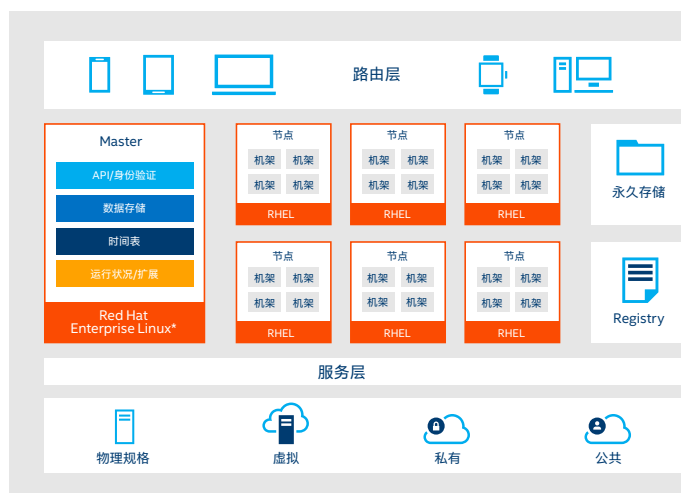 路由层
Master
API/身份验证
数据存储
时间表
运行状况/扩展
Red Hat
Enterprise Linux*
节点
机架 机架
机架 机架
RHEL
节点
机架 机架
机架 机架
RHEL
节点
机架 机架
机架 机架
RHEL
永久存储
节点
机架 机架
机架 机架
RHEL
节点
机架 机架
机架 机架
RHEL
节点
机架 机架
机架 机架
RHEL
Registry
服务层
物理规格
虚拟
私有
公共